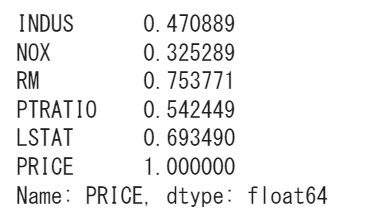 INDUS 0.470889
NOX 0.325289
RM 0.753771
PTRATIO 0.542449
LSTAT 0.693490
PRICE 1.000000
Name: PRICE, dtype: float64